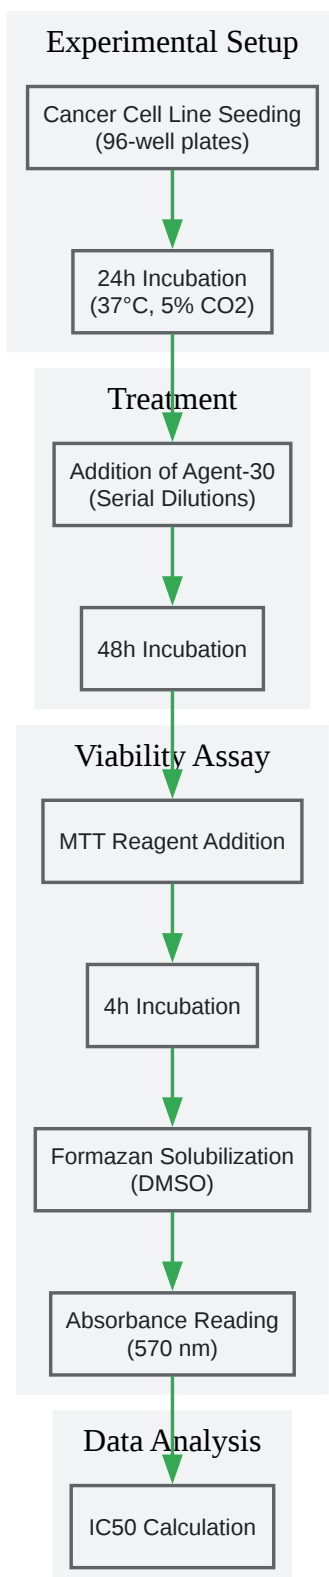 Experimental Setup
Cancer Cell Line Seeding
(96-well plates)
24h Incubation
(37°C, 5% CO2)
Treatment
Addition of Agent-30
(Serial Dilutions)
48h Incubation
Viability Assay
MTT Reagent Addition
4h Incubation
Formazan Solubilization
(DMSO)
Absorbance Reading
(570 nm)
Data Analysis
IC50 Calculation